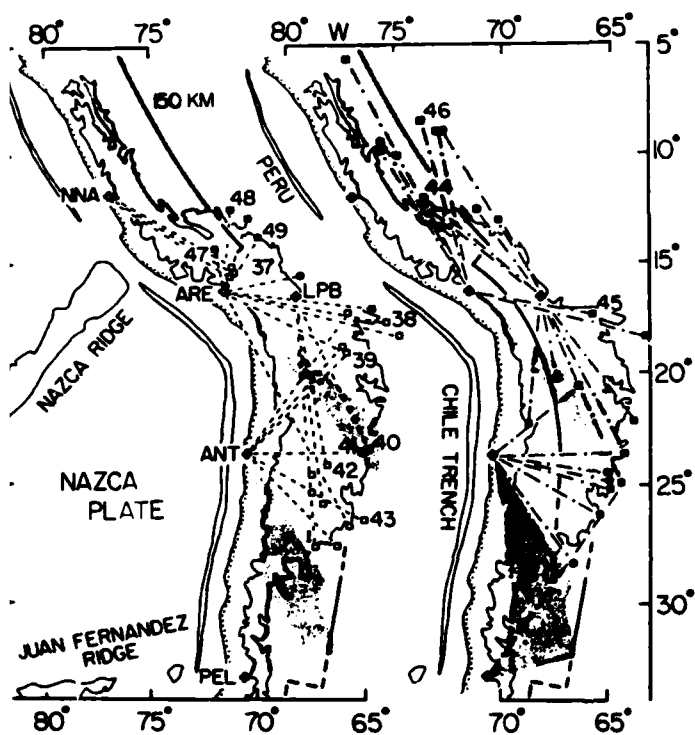 80° 75° 80° W 75° 70° 65°
5°
150 KM
46
10°
PERU
44
NNA
48
49
47
37
15°
ARE
LPB
38
45
39
NAZCA RIDGE
20°
CHILE TRENCH
40
ANT
42
NAZCA
PLATE
25°
43
30°
JUAN FERNANDEZ
RIDGE
PEL
80° 75° 70° 65° 70° 65°